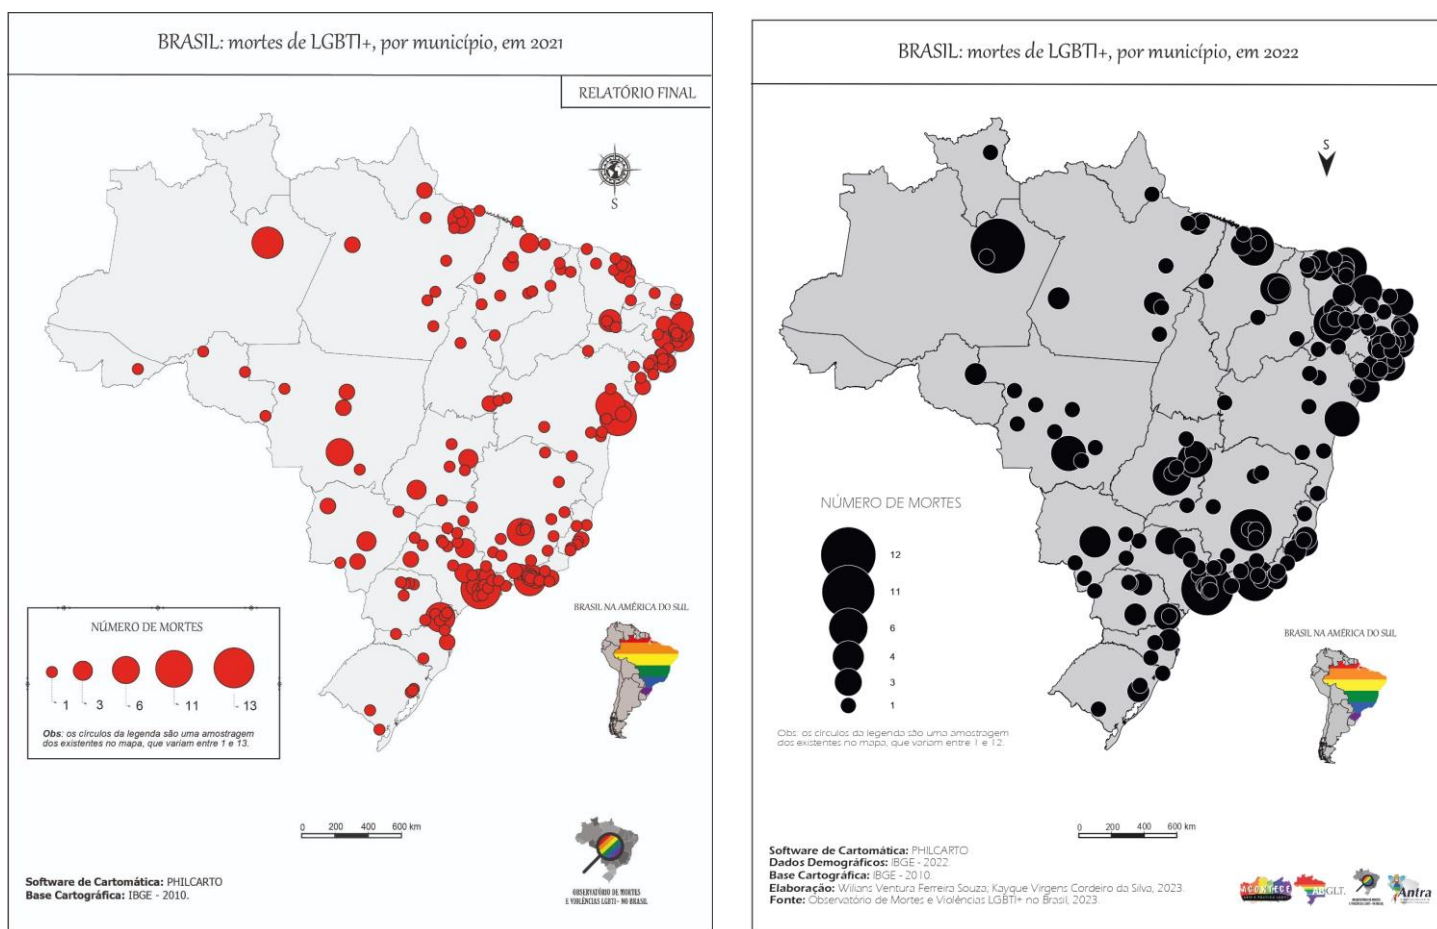 BRASIL: mortes de LGBTI+, por município, em 2021
RELATÓRIO FINAL
S
NÚMERO DE MORTES
1 3 6 11 13
Obs: os círculos da legenda são uma amostragem
dos existentes no mapa, que variam entre 1 e 13.
BRASIL NA AMÉRICA DO SUL
0 200 400 600 km
Software de Cartomática: PHILCARTO
Base Cartográfica: IBGE - 2010.
OBSERVATÓRIO DE MORTES
E VIOLÊNCIAS LGBTI+ NO BRASIL
BRASIL: mortes de LGBTI+, por município, em 2022
S
NÚMERO DE MORTES
12
11
6
4
3
1
Obs: os círculos da legenda são uma amostragem
dos existentes no mapa, que variam entre 1 e 12.
BRASIL NA AMÉRICA DO SUL
0 200 400 600 km
Software de Cartomática: PHILCARTO
Dados Demográficos: IBGE - 2022.
Base Cartográfica: IBGE - 2010.
Elaboração: Wilians Ventura Ferreira Souza; Kayque Virgens Cordeiro da Silva, 2023.
Fonte: Observatório de Mortes e Violências LGBTI+ no Brasil, 2023.
ACONTECE
ABGLT.
Antra